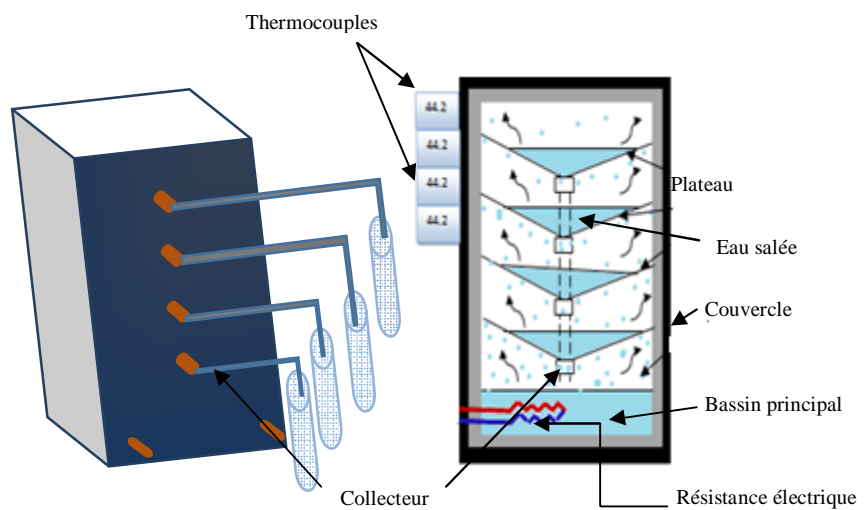 Thermocouples
44.2
44.2
44.2
44.2
Plateau
Eau salée
Couvercle
Bassin principal
Collecteur
Résistance électrique